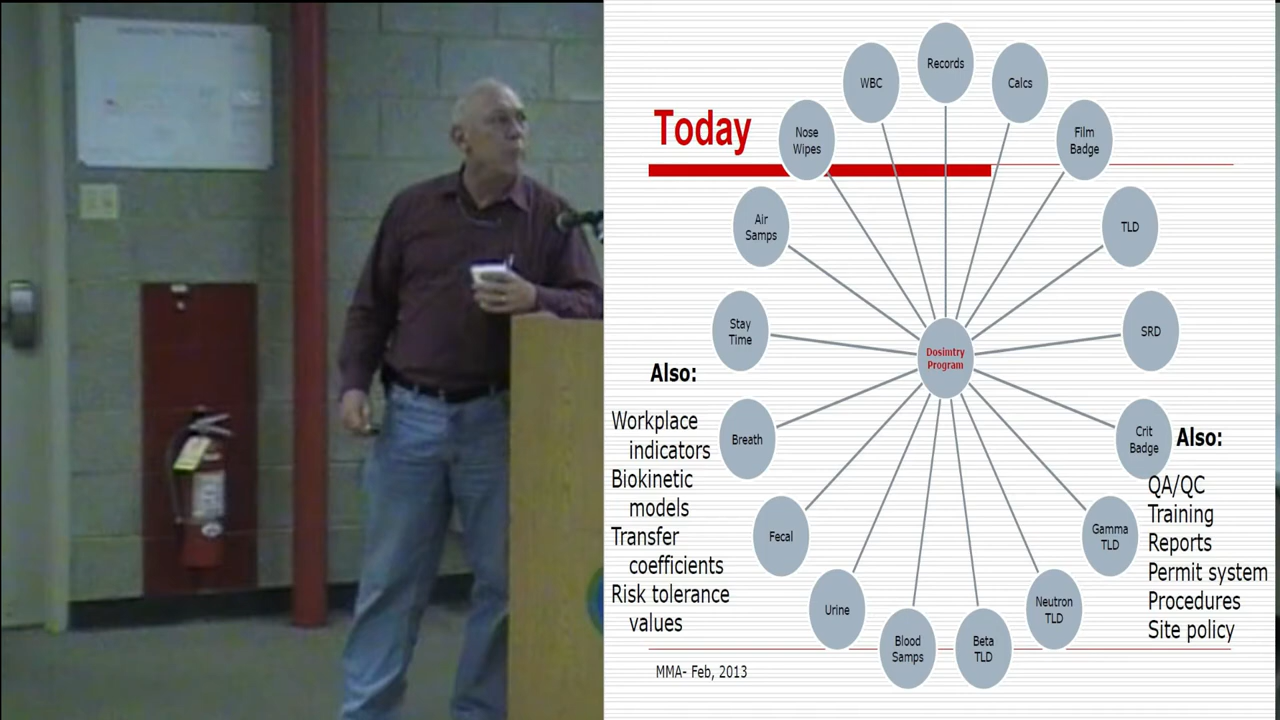 Today
Records
WBC
Calcs
Nose
Wipes
Film
Badge
Air
Samps
TLD
Stay
Time
SRD
Dosimtry
Program
Also:
Workplace
indicators
Biokinetic
models
Transfer
coefficients
Risk tolerance
values
Breath
Crit
Badge
Also:
QA/QC
Training
Reports
Permit system
Procedures
Site policy
Fecal
Gamma
TLD
Urine
Neutron
TLD
Blood
Samps
Beta
TLD
MMA- Feb, 2013